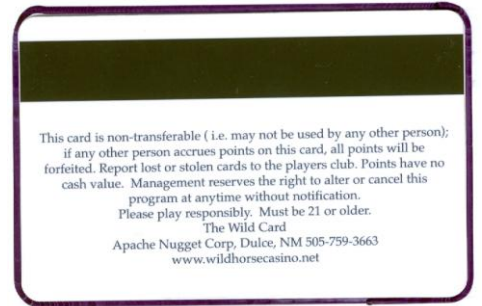 This card is non-transferable ( i.e. may not be used by any other person);
if any other person accrues points on this card, all points will be
forfeited. Report lost or stolen cards to the players club. Points have no
cash value. Management reserves the right to alter or cancel this
program at anytime without notification.
Please play responsibly. Must be 21 or older.
The Wild Card
Apache Nugget Corp, Dulce, NM 505-759-3663
www.wildhorsecasino.net